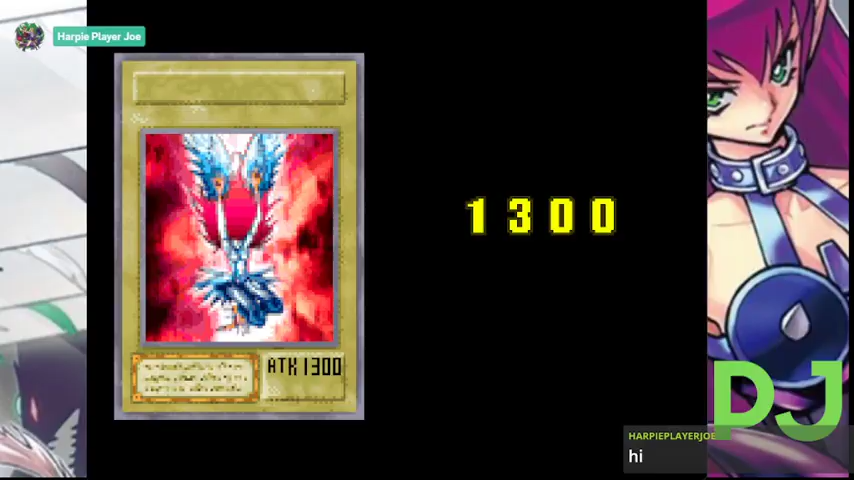 Harpie Player Joe
1300
ATK 1300
DJ
HARPIEPLAYERJOE
hi